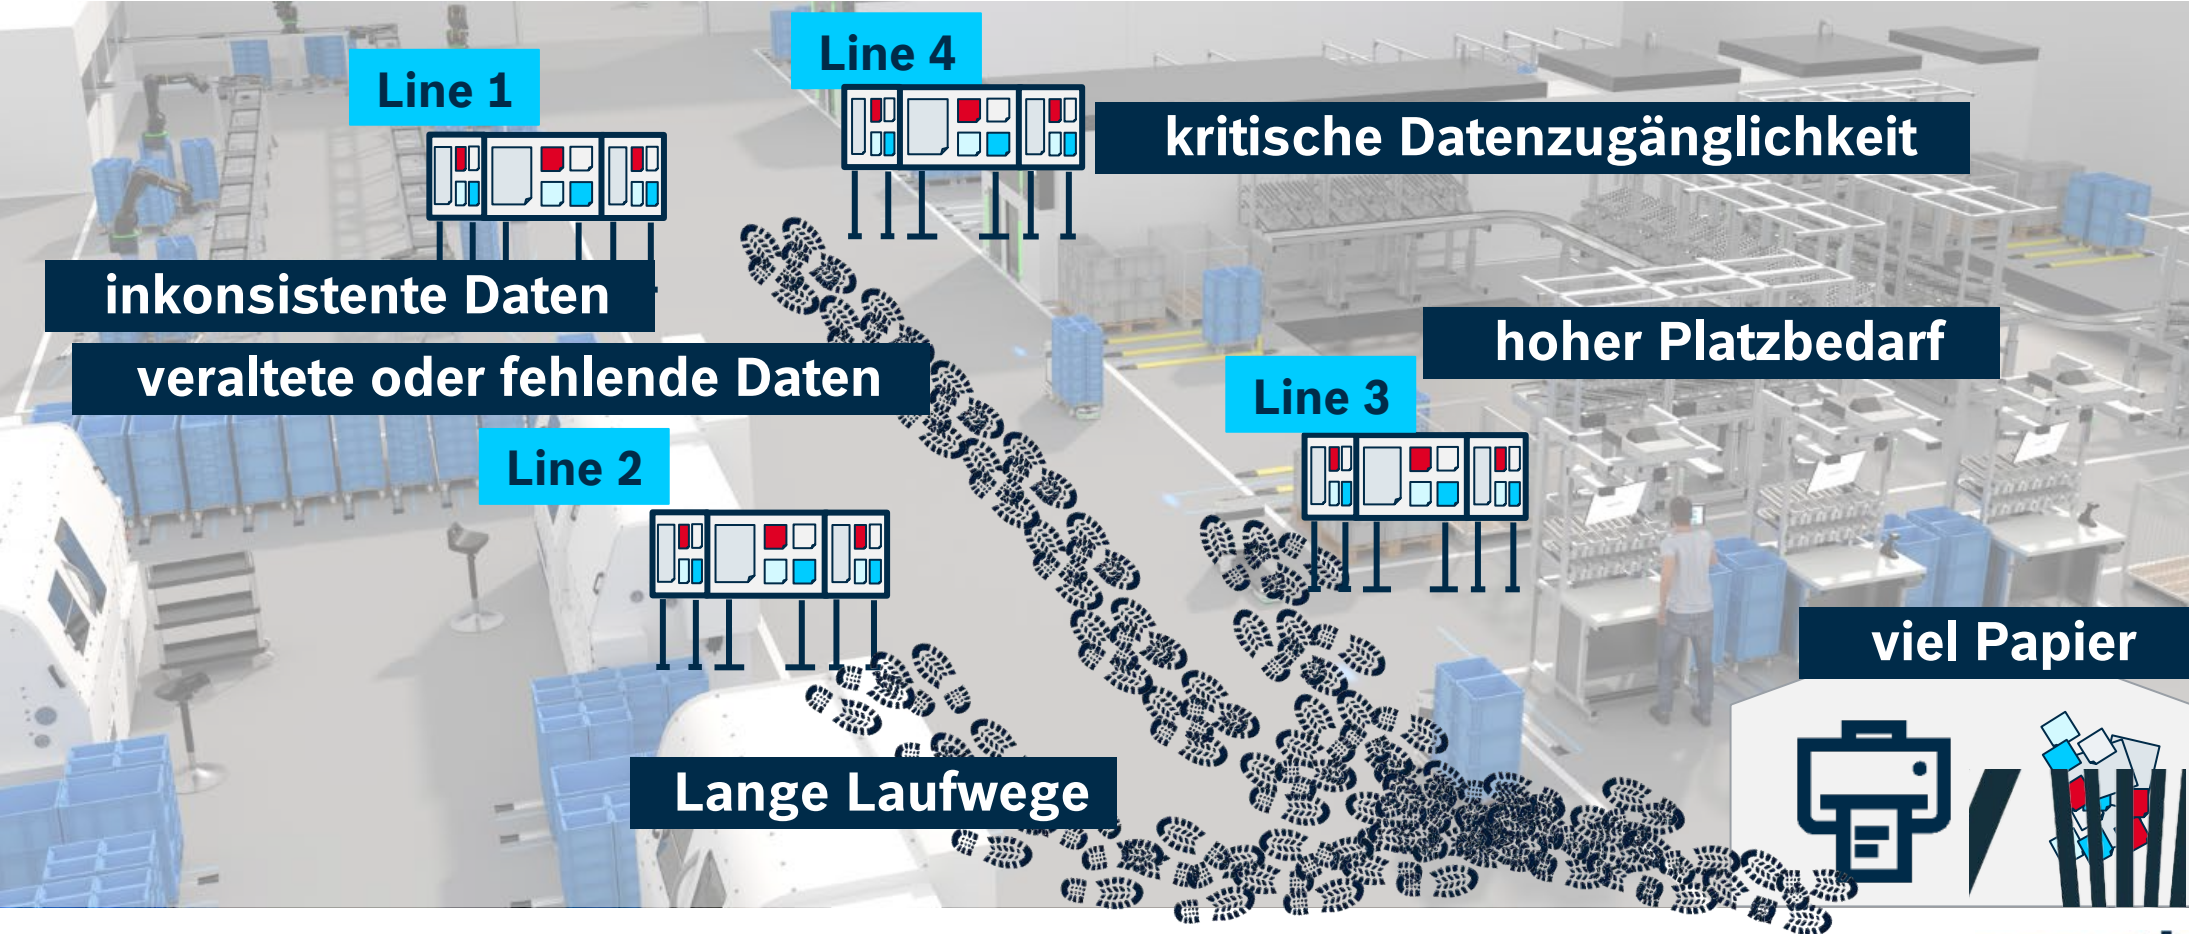 Line 1
Line 4
kritische Datenzugänglichkeit
inkonsistente Daten
hoher Platzbedarf
veraltete oder fehlende Daten
Line 3
Line 2
viel Papier
Lange Laufwege